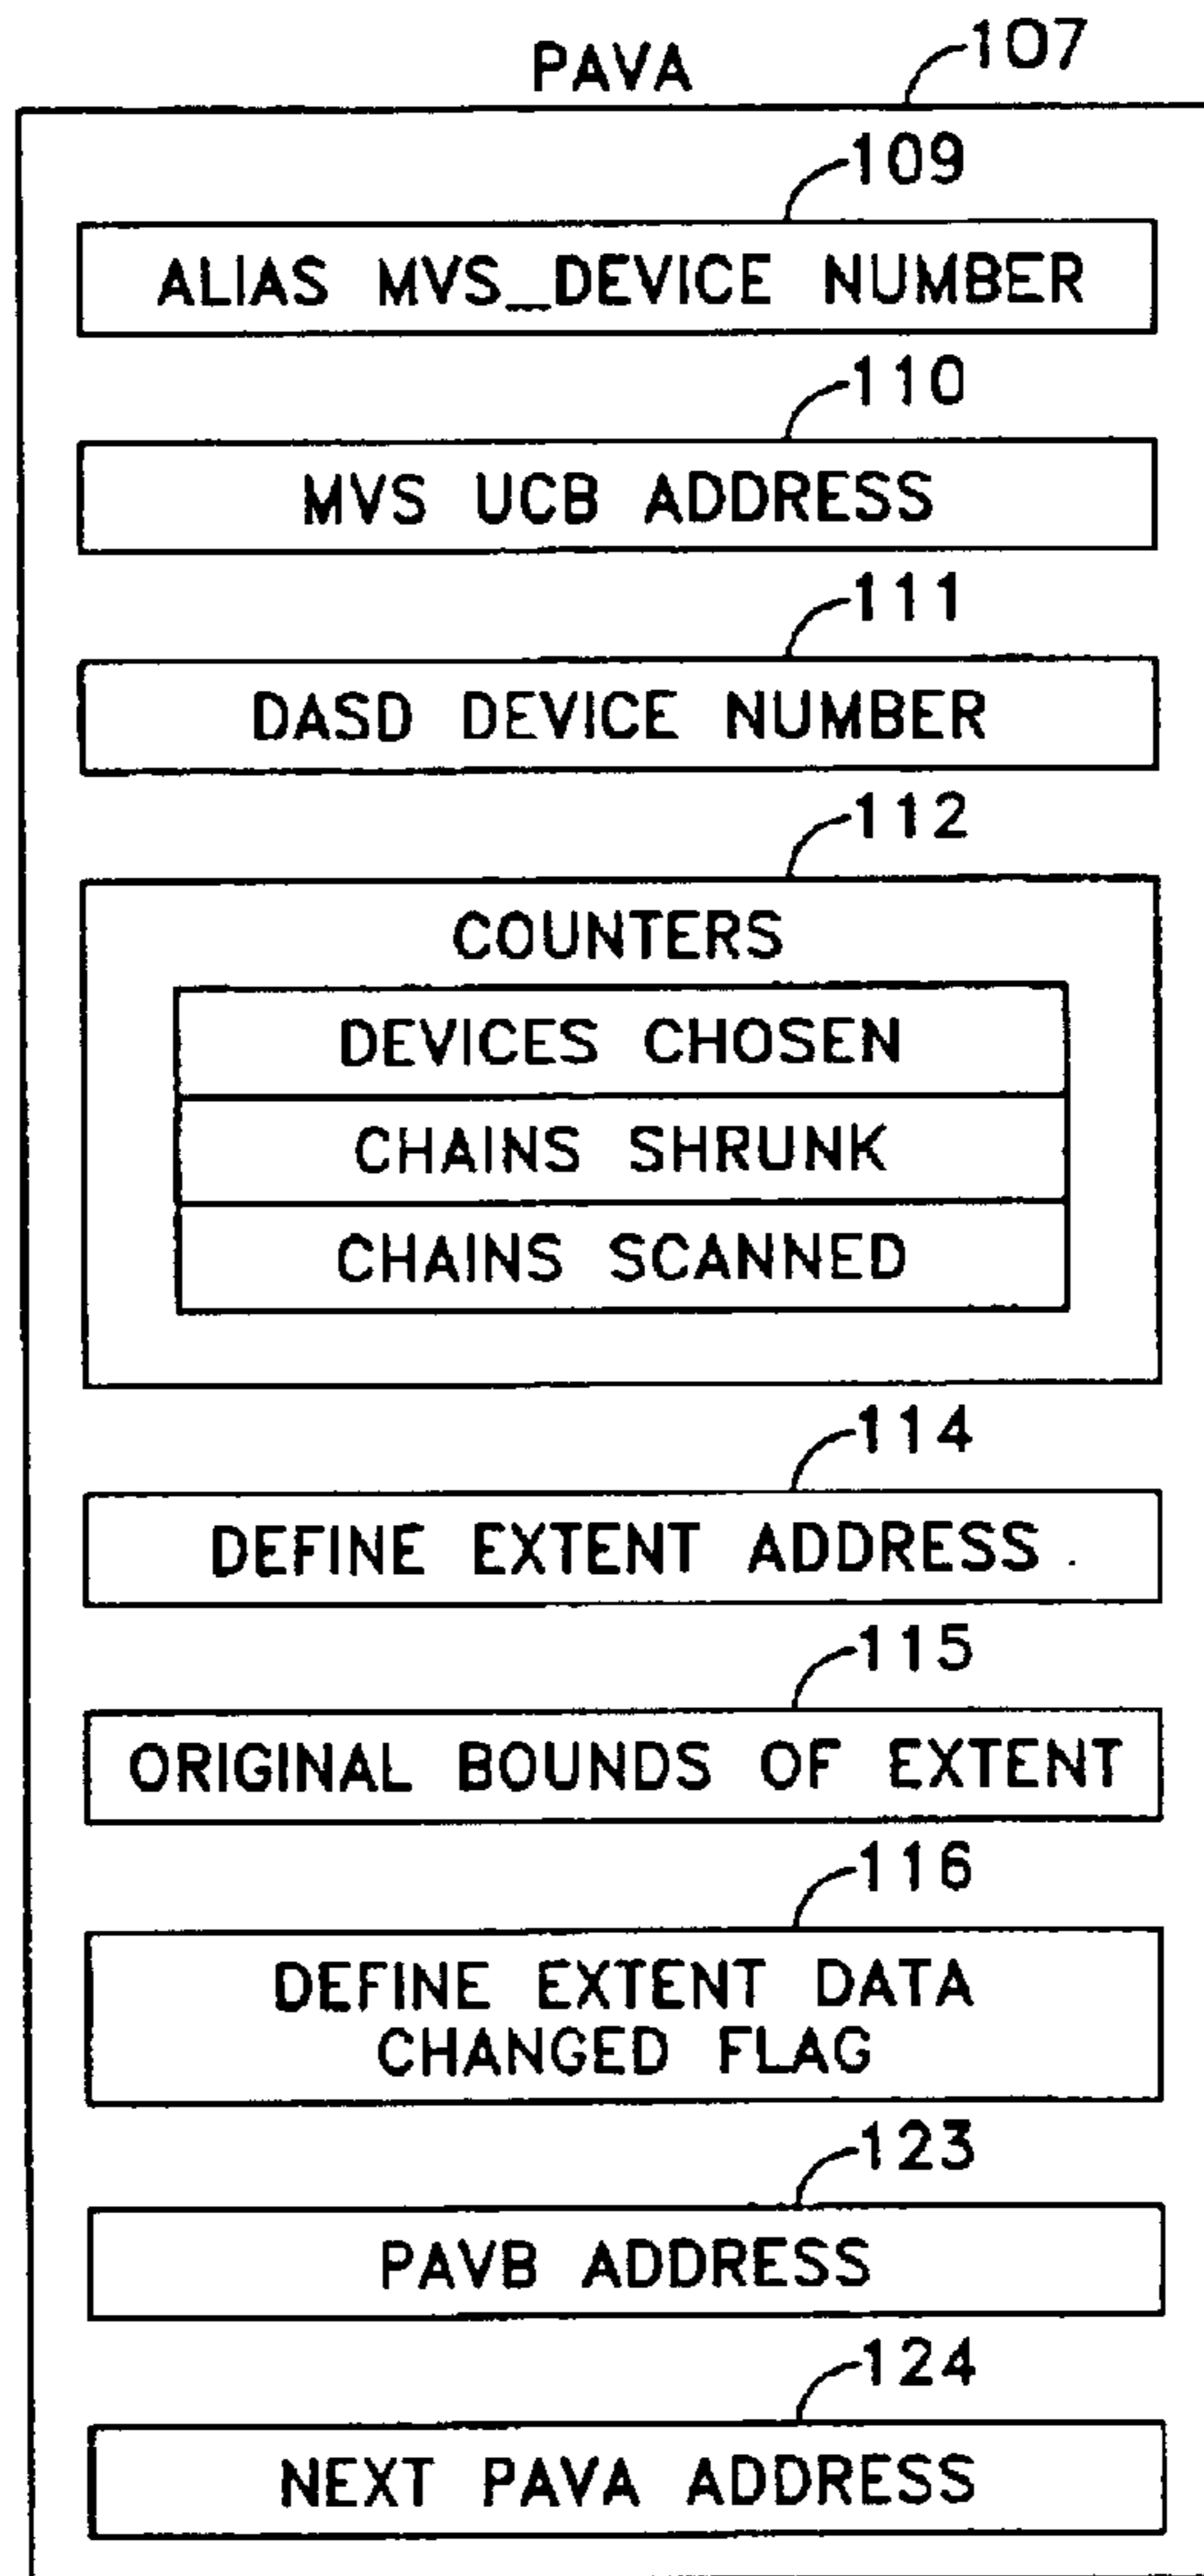 PAVA 107
109
ALIAS MVS_DEVICE NUMBER
110
MVS UCB ADDRESS
111
DASD DEVICE NUMBER
112
COUNTERS
DEVICES CHOSEN
CHAINS SHRUNK
CHAINS SCANNED
114
DEFINE EXTENT ADDRESS
115
ORIGINAL BOUNDS OF EXTENT
116
DEFINE EXTENT DATA
CHANGED FLAG
123
PAVB ADDRESS
124
NEXT PAVA ADDRESS